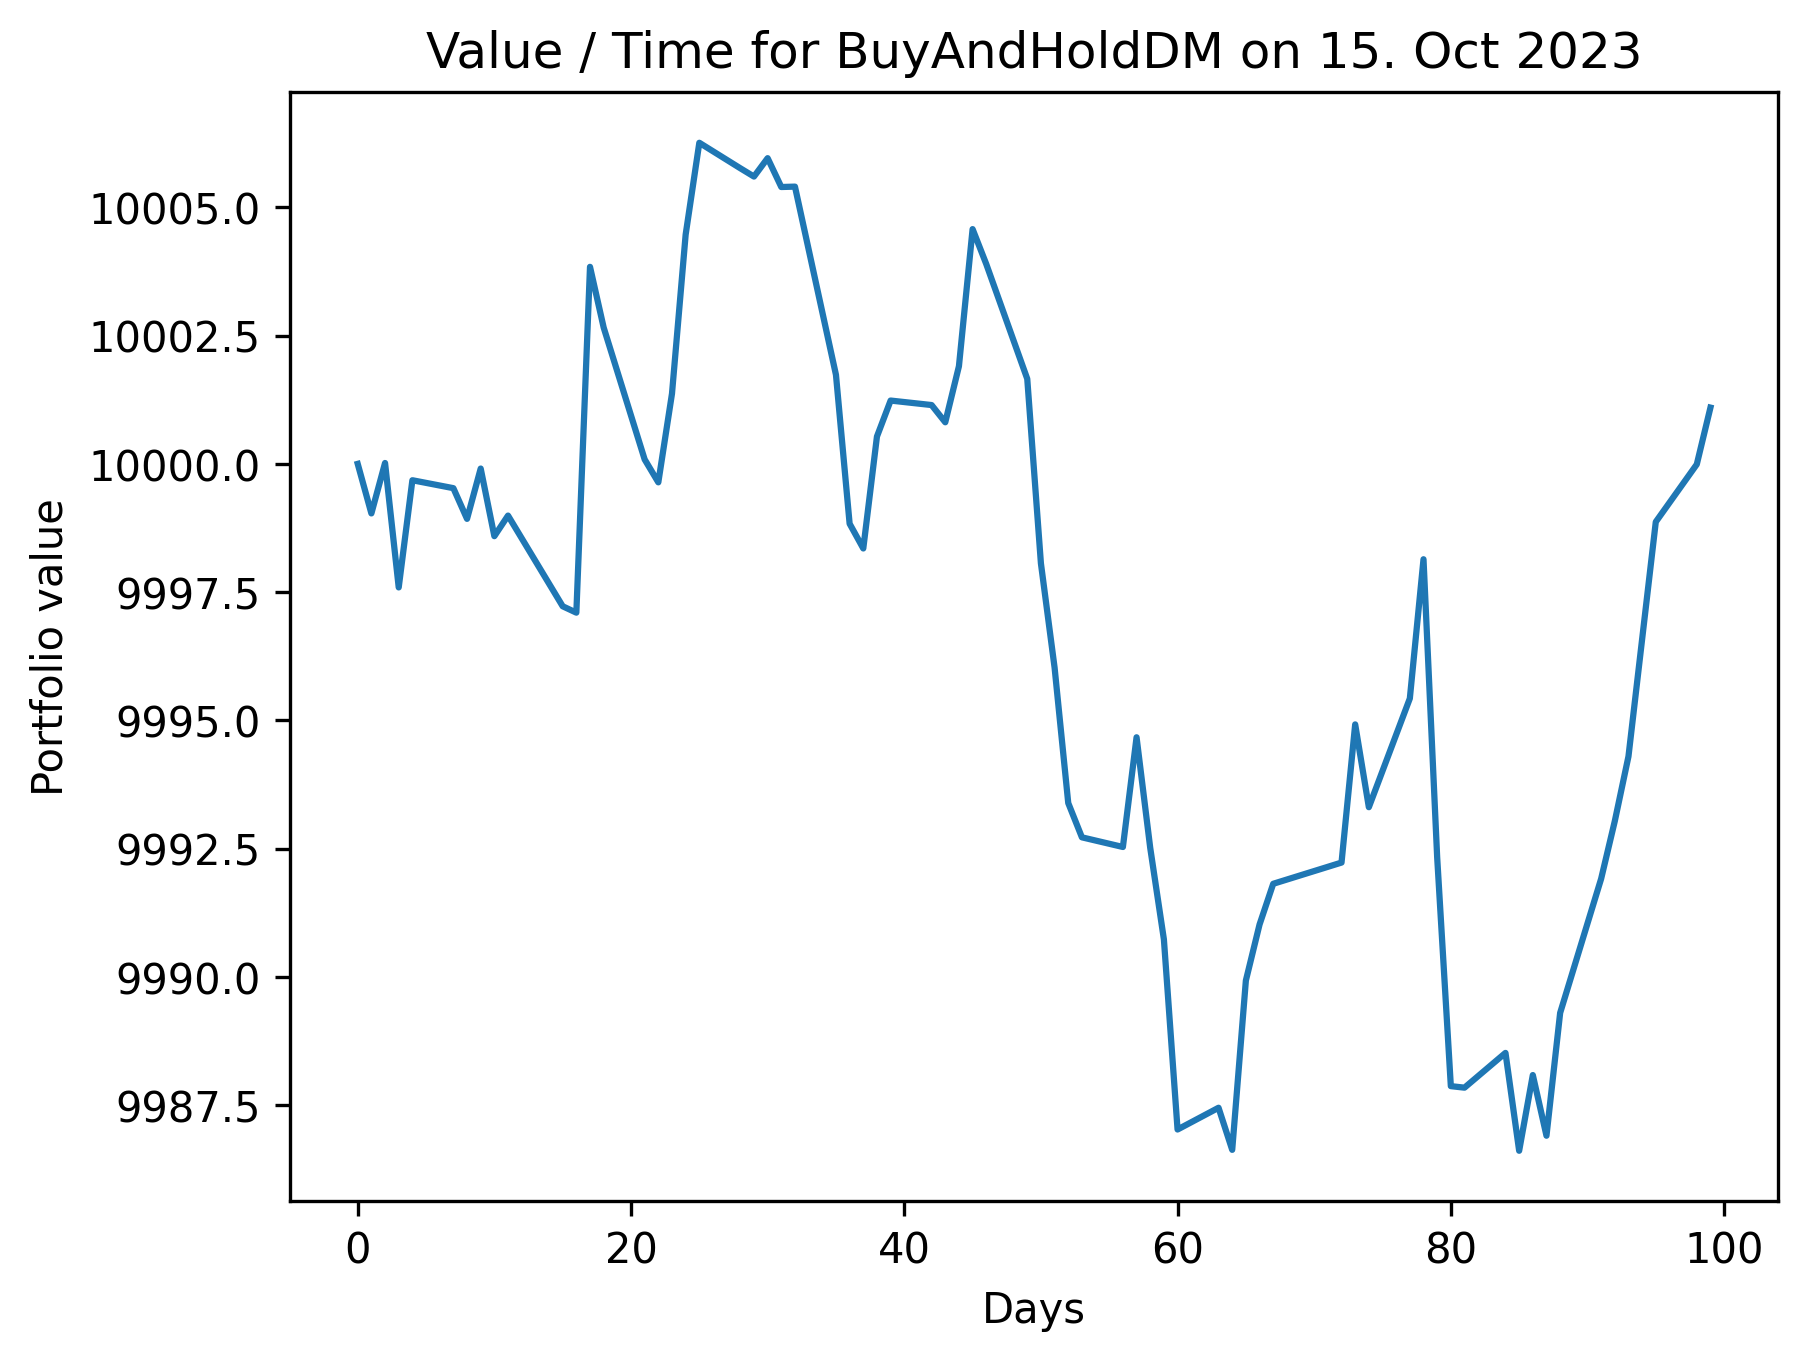 Value / Time for BuyAndHoldDM on 15. Oct 2023
Portfolio value
10005.0
10002.5
10000.0
9997.5
9995.0
9992.5
9990.0
9987.5
0 20 40 60 80 100
Days